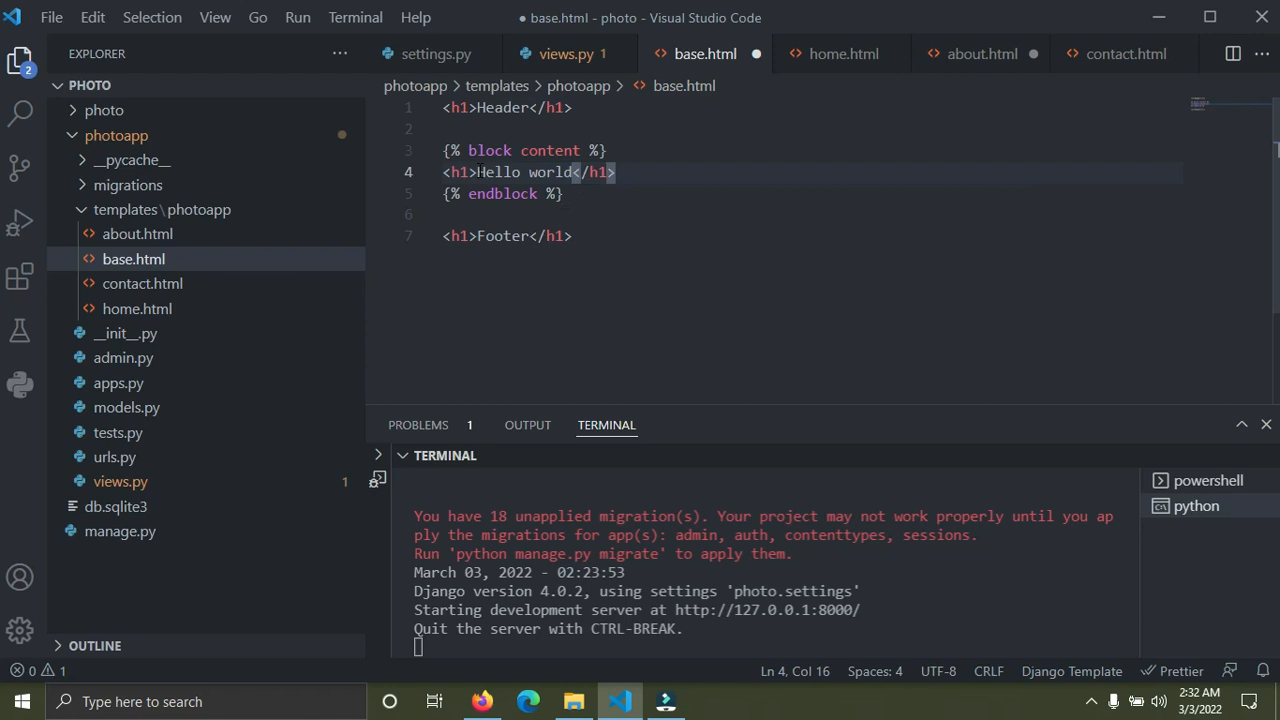 File Edit Selection View Go Run Terminal Help
● base.html - photo - Visual Studio Code
EXPLORER
2
PHOTO
photo
photoapp
__pycache__
migrations
templates\photoapp
about.html
base.html
contact.html
home.html
__init__.py
admin.py
apps.py
models.py
tests.py
urls.py
views.py 1
db.sqlite3
manage.py
OUTLINE
settings.py views.py 1 base.html home.html about.html contact.html
photoapp > templates > photoapp > base.html
1 <h1>Header</h1>
2
3 {% block content %}
4 <h1>Hello world</h1>
5 {% endblock %}
6
7 <h1>Footer</h1>
PROBLEMS 1 OUTPUT TERMINAL
TERMINAL
You have 18 unapplied migration(s). Your project may not work properly until you ap
ply the migrations for app(s): admin, auth, contenttypes, sessions.
Run 'python manage.py migrate' to apply them.
March 03, 2022 - 02:23:53
Django version 4.0.2, using settings 'photo.settings'
Starting development server at http://127.0.0.1:8000/
Quit the server with CTRL-BREAK.
powershell
python
0 1 Ln 4, Col 16 Spaces: 4 UTF-8 CRLF Django Template Prettier
Type here to search
2:32 AM
3/3/2022